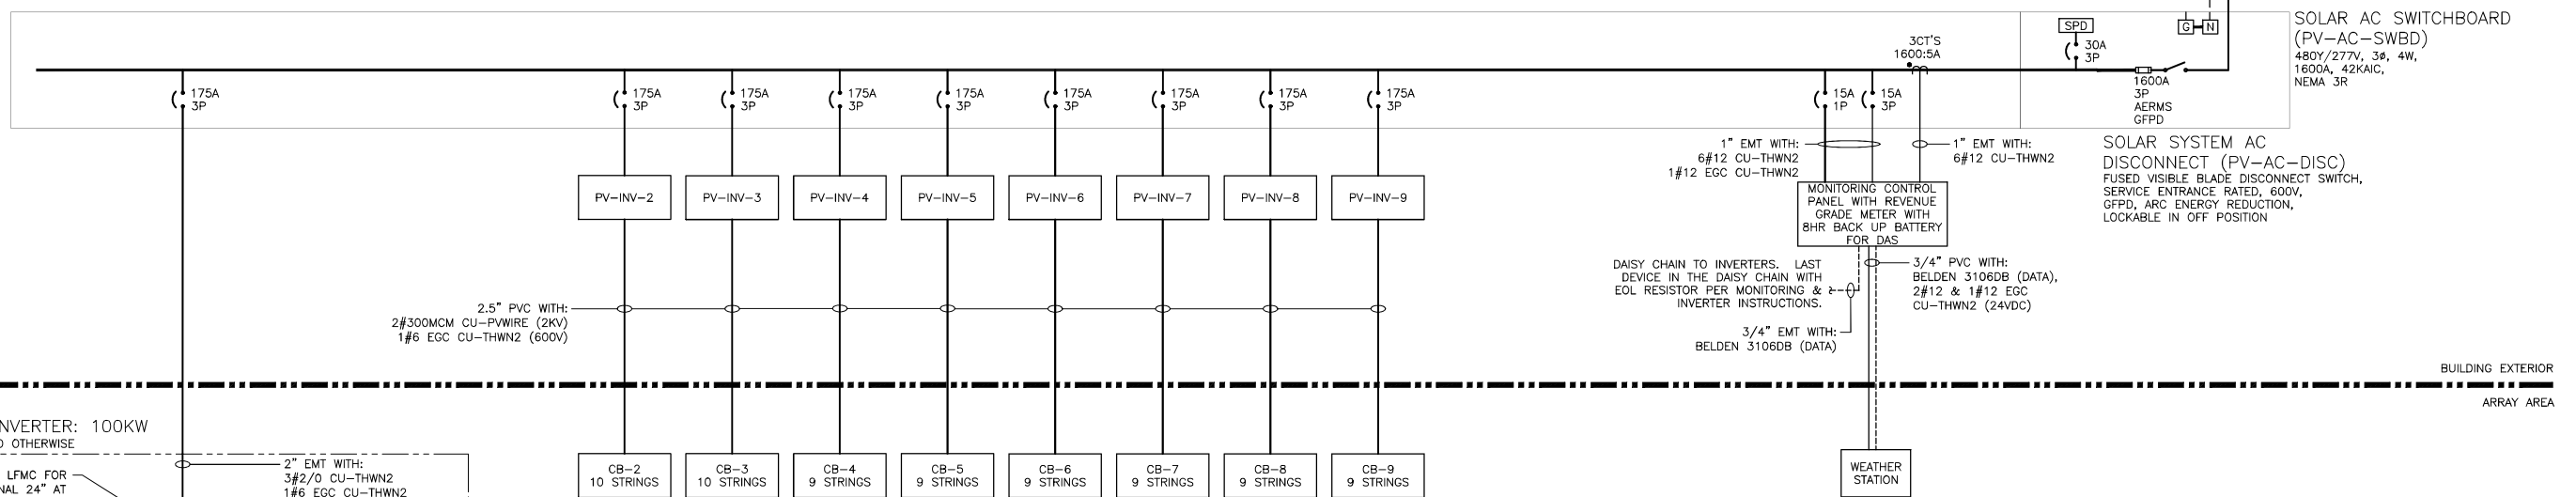 SPD
G
N
30A
3P
SOLAR AC SWITCHBOARD
(PV-AC-SWBD)
480Y/277V, 3ø, 4W,
1600A, 42KAIC,
NEMA 3R
3CT'S
1600:5A
175A
3P
175A
3P
175A
3P
175A
3P
175A
3P
175A
3P
175A
3P
175A
3P
175A
3P
15A
1P
15A
3P
1600A
3P
AERMS
GFPD
1" EMT WITH:
6#12 CU-THWN2
1#12 EGC CU-THWN2
1" EMT WITH:
6#12 CU-THWN2
SOLAR SYSTEM AC
DISCONNECT (PV-AC-DISC)
FUSED VISIBLE BLADE DISCONNECT SWITCH,
SERVICE ENTRANCE RATED, 600V,
GFPD, ARC ENERGY REDUCTION,
LOCKABLE IN OFF POSITION
PV-INV-2
PV-INV-3
PV-INV-4
PV-INV-5
PV-INV-6
PV-INV-7
PV-INV-8
PV-INV-9
MONITORING CONTROL
PANEL WITH REVENUE
GRADE METER WITH
8HR BACK UP BATTERY
FOR DAS
DAISY CHAIN TO INVERTERS. LAST
DEVICE IN THE DAISY CHAIN WITH
EOL RESISTOR PER MONITORING &
INVERTER INSTRUCTIONS.
3/4" PVC WITH:
BELDEN 3106DB (DATA),
2#12 & 1#12 EGC
CU-THWN2 (24VDC)
2.5" PVC WITH:
2#300MCM CU-PVWIRE (2KV)
1#6 EGC CU-THWN2 (600V)
3/4" EMT WITH:
BELDEN 3106DB (DATA)
BUILDING EXTERIOR
ARRAY AREA
NVERTER: 100KW
D OTHERWISE
LFMC FOR
NAL 24" AT
2" EMT WITH:
3#2/0 CU-THWN2
1#6 EGC CU-THWN2
CB-2
10 STRINGS
CB-3
10 STRINGS
CB-4
9 STRINGS
CB-5
9 STRINGS
CB-6
9 STRINGS
CB-7
9 STRINGS
CB-8
9 STRINGS
CB-9
9 STRINGS
WEATHER
STATION